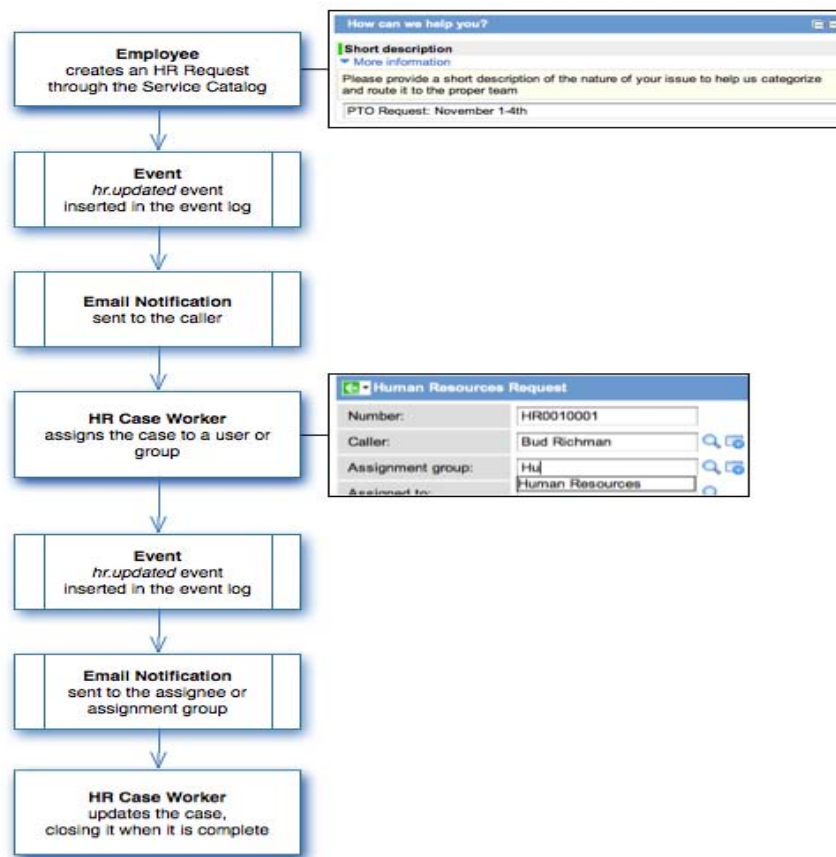 Employee
creates an HR Request
through the Service Catalog
How can we help you?
Short description
More information
Please provide a short description of the nature of your issue to help us categorize
and route it to the proper team
PTO Request: November 1-4th
Event
hr.updated event
inserted in the event log
Email Notification
sent to the caller
HR Case Worker
assigns the case to a user or
group
Human Resources Request
Number: HR0010001
Caller: Bud Richman
Assignment group: Hu
Human Resources
Assigned to:
Event
hr.updated event
inserted in the event log
Email Notification
sent to the assignee or
assignment group
HR Case Worker
updates the case,
closing it when it is complete